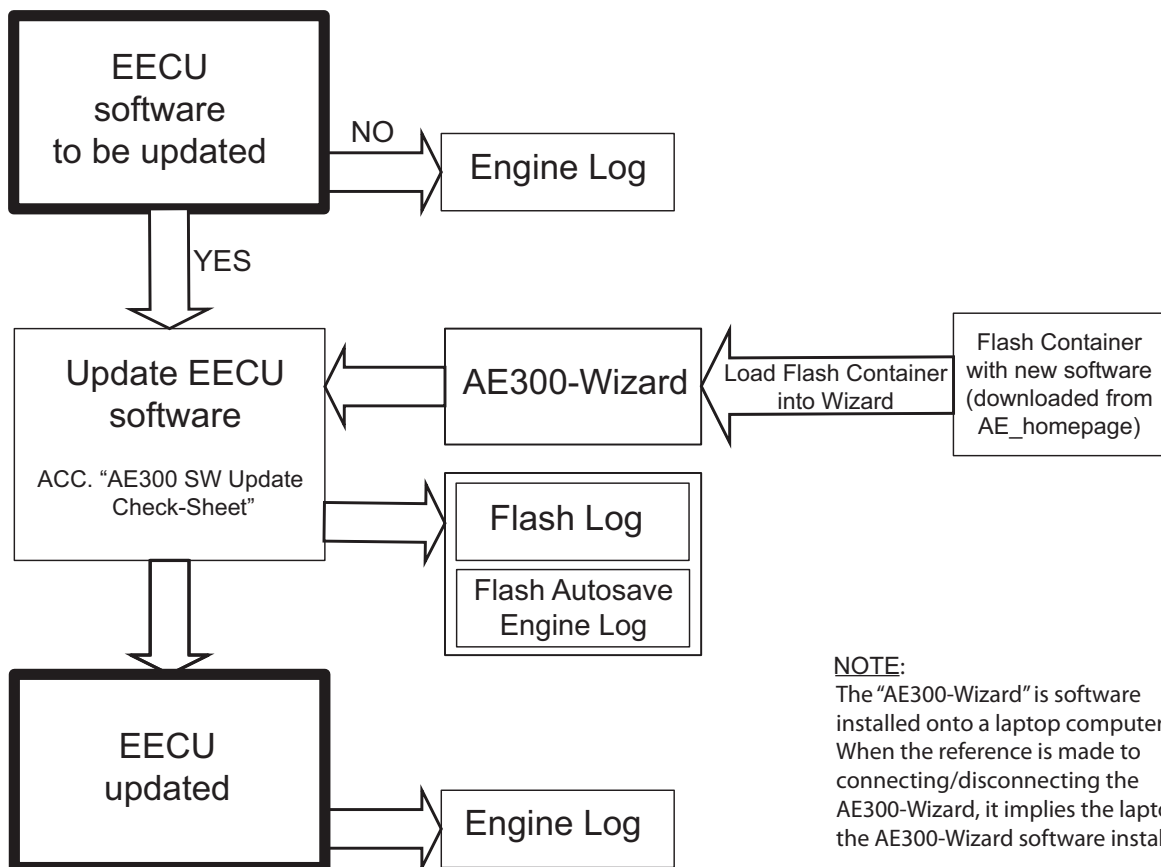 EECU
software
to be updated
NO
Engine Log
YES
Update EECU
software
ACC. “AE300 SW Update
Check-Sheet”
AE300-Wizard
Load Flash Container
into Wizard
Flash Container
with new software
(downloaded from
AE_homepage)
Flash Log
Flash Autosave
Engine Log
EECU
updated
Engine Log
NOTE:
The “AE300-Wizard” is software
installed onto a laptop computer
When the reference is made to
connecting/disconnecting the
AE300-Wizard, it implies the
the AE300-Wizard software